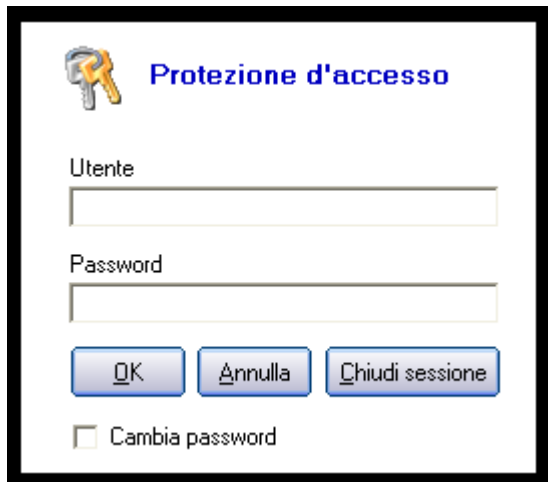 Protezione d'accesso
Utente
Password
OK Annulla Chiudi sessione
Cambia password